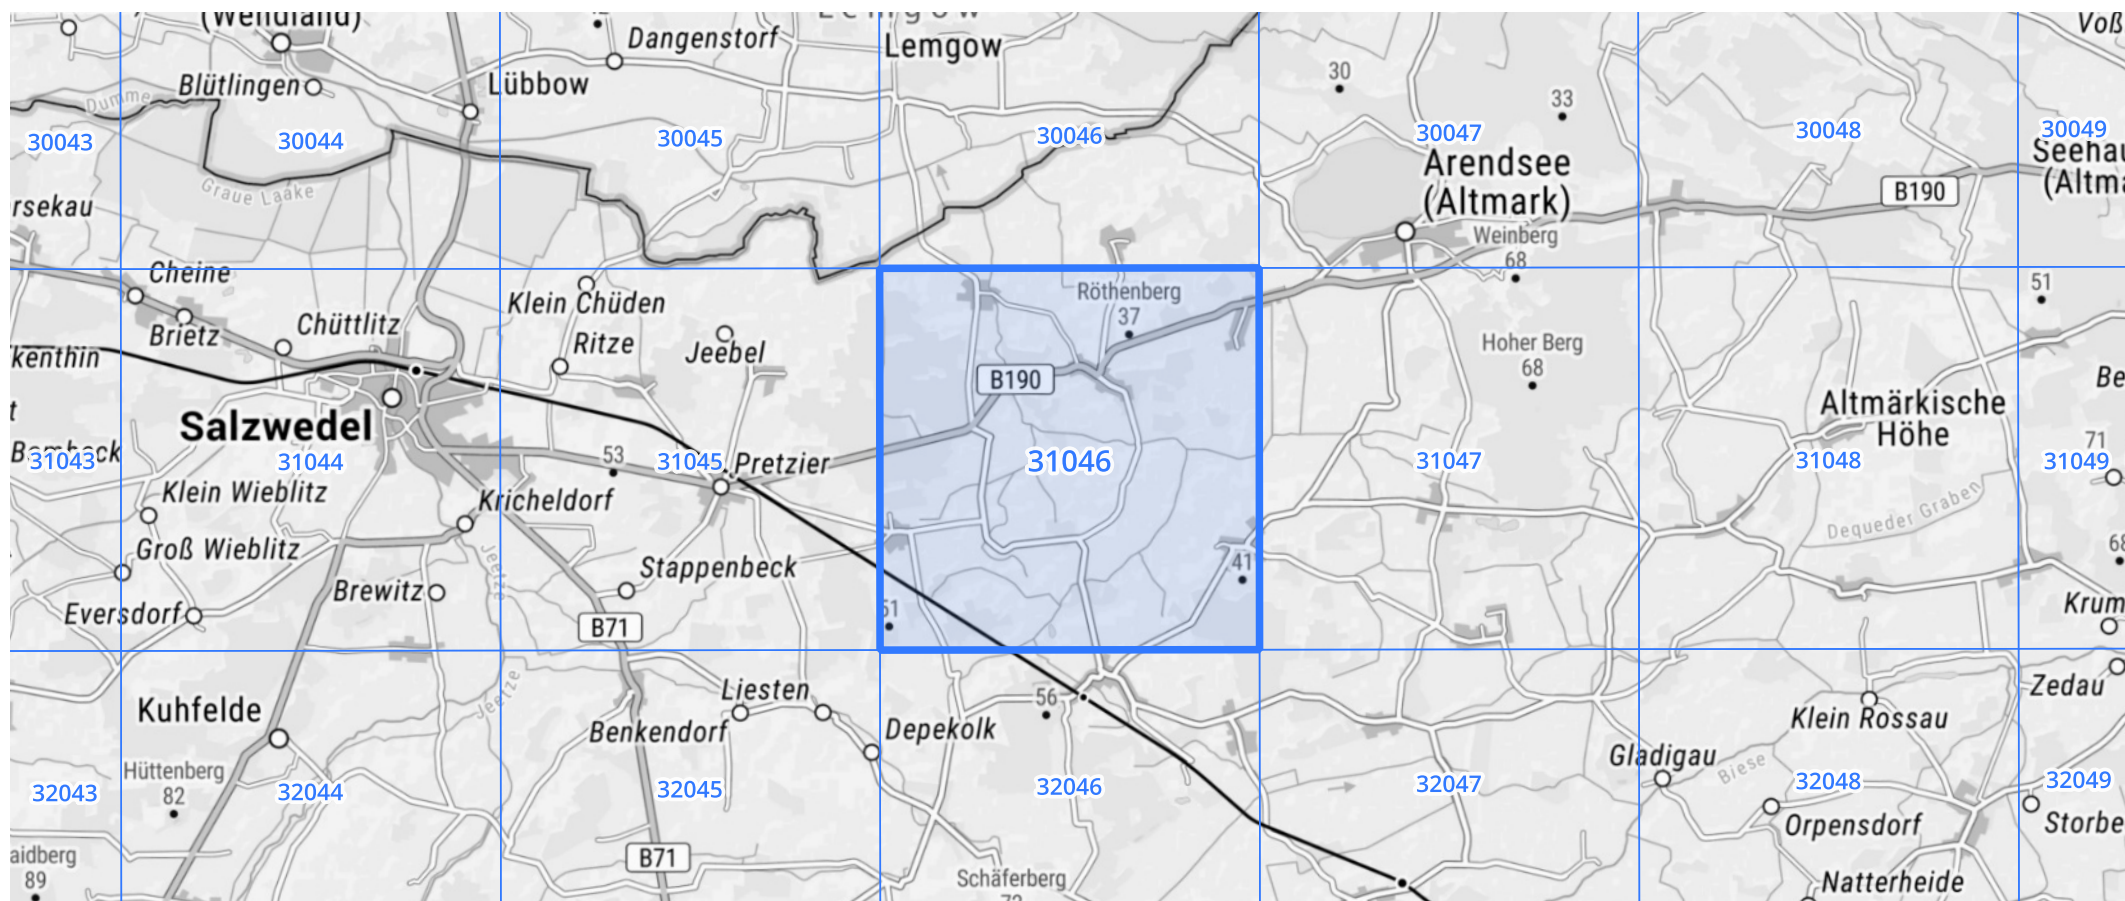 (Wendland)
Dangenstorf
Lemgow
Voß
Blütlingen
Lübbow
30
33
Dumme
30043
30044
30045
30046
30047
30048
30049
Seehau
(Altma
Arendsee
(Altmark)
Graue Laake
B190
rsekau
Weinberg
68
Cheine
Klein Chüden
Röthenberg
37
51
Brietz
Chüttlitz
Ritze
Jeebel
Hoher Berg
68
kenthin
B190
Be
t
Salzwedel
Altmärkische
Höhe
31043
31044
53
31045
Pretzier
31046
31047
31048
71
31049
Klein Wieblitz
Kricheldorf
Dequeder Graben
Groß Wieblitz
Jeetze
Stappenbeck
41
68
Brewitz
Eversdorf
B71
51
Krum
Kuhfelde
Jeetze
Liesten
56
Zedau
Benkendorf
Depekolk
Klein Rossau
Hüttenberg
82
Gladigau
Biese
32043
32044
32045
32046
32047
32048
32049
Orpensdorf
Storbe
aidberg
89
B71
Schäferberg
Natterheide